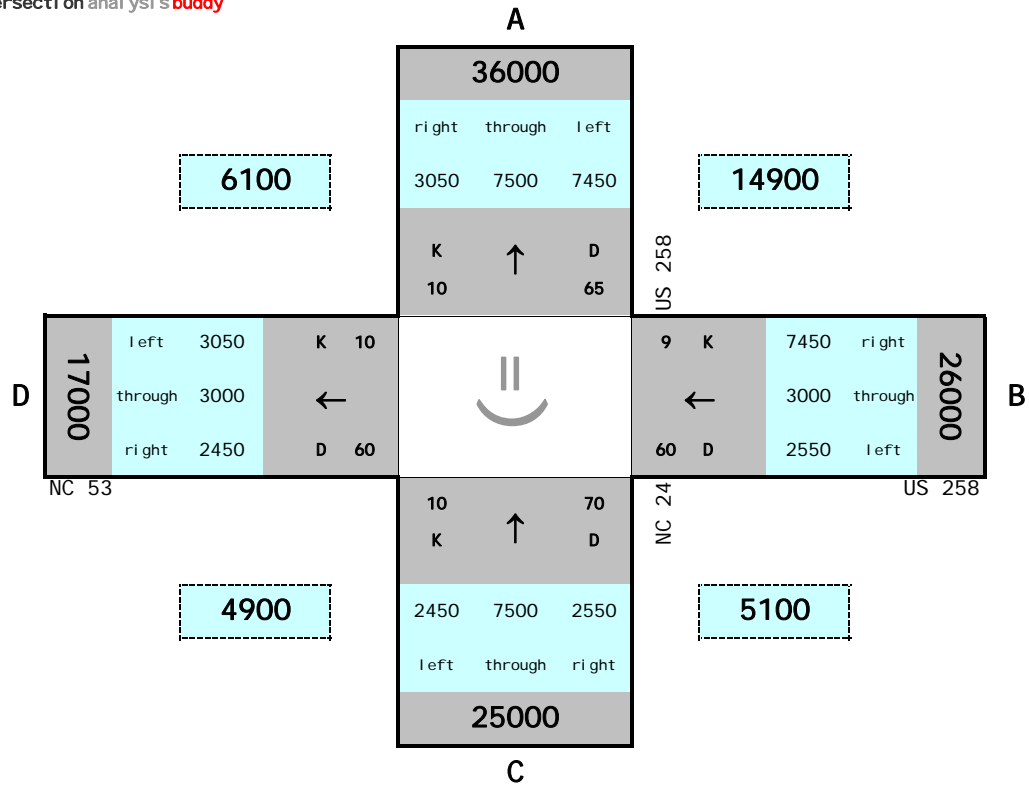 analysis buddy
A
36000
right through left
3050 7500 7450
6100
14900
K D
10 65
US 258
left 3050 K 10
9 K 7450 right
D 17000 through 3000
3000 through 26000 B
right 2450 D 60
60 D 2550 left
NC 53
NC 24
US 258
10 70
K D
4900
5100
2450 7500 2550
left through right
25000
C